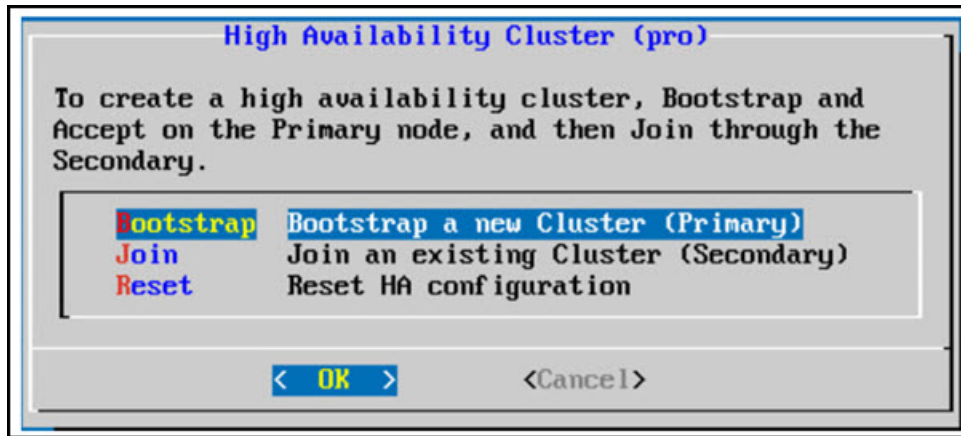 High Availability Cluster (pro)
To create a high availability cluster, Bootstrap and
Accept on the Primary node, and then Join through the
Secondary.
Bootstrap Bootstrap a new Cluster (Primary)
Join Join an existing Cluster (Secondary)
Reset Reset HA configuration
< OK > <Cancel>